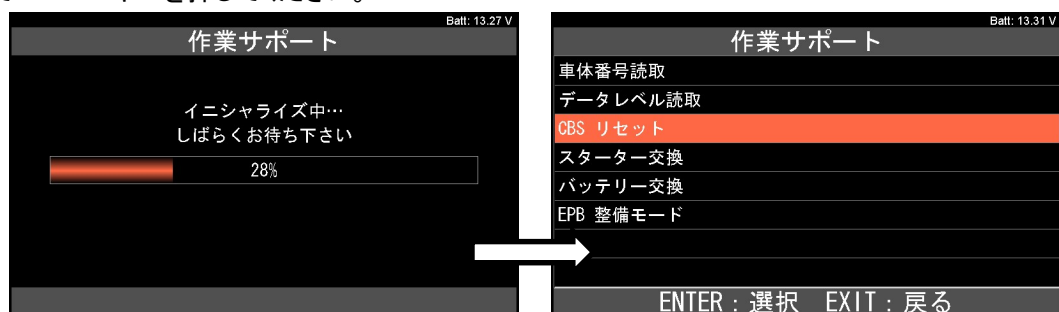 Batt: 13.27 V
作業サポート
イニシャライズ中…
しばらくお待ち下さい
28%
Batt: 13.31 V
作業サポート
車体番号読取
データレベル読取
CBS リセット
スターター交換
バッテリー交換
EPB 整備モード
ENTER : 選択 EXIT : 戻る